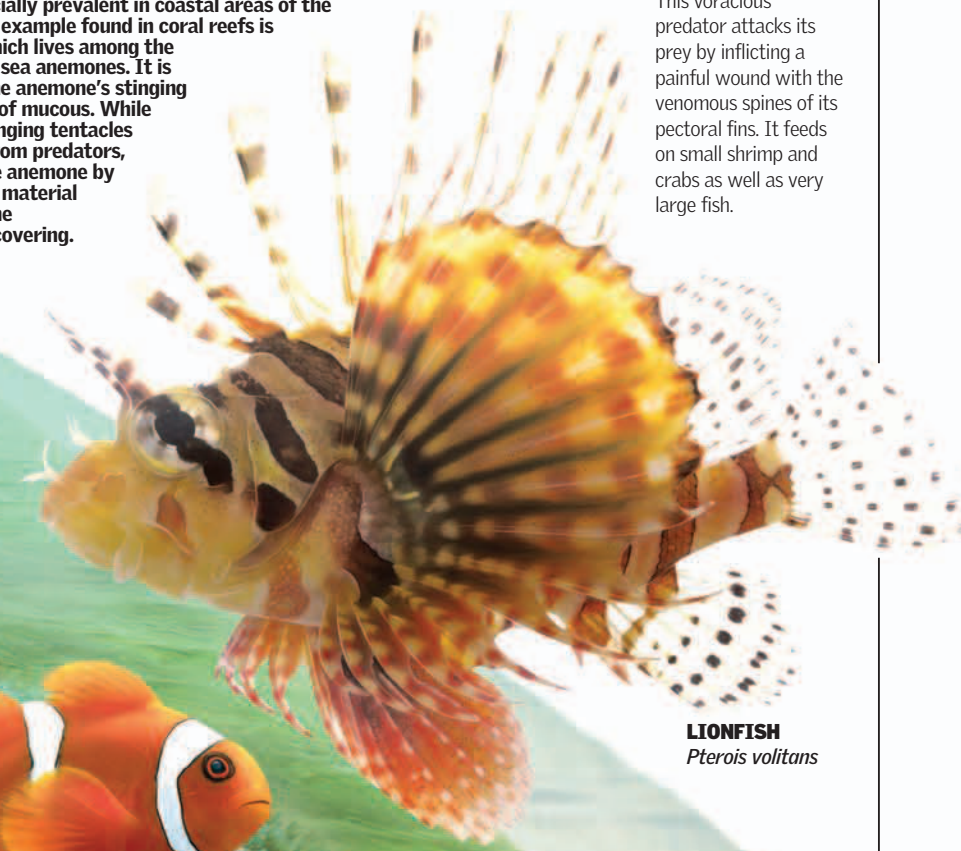 cially prevalent in coastal areas of the
example found in coral reefs is
hich lives among the
sea anemones. It is
e anemone's stinging
of mucous. While
nging tentacles
om predators,
e anemone by
material
ne
covering.
This voracious
predator attacks its
prey by inflicting a
painful wound with the
venomous spines of its
pectoral fins. It feeds
on small shrimp and
crabs as well as very
large fish.
LIONFISH
Pterois volitans